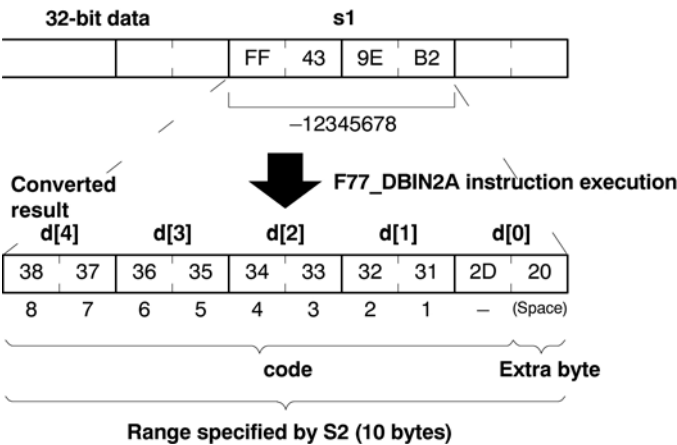 32-bit data s1
FF 43 9E B2
–12345678
F77_DBIN2A instruction execution
Converted
result
d[4] d[3] d[2] d[1] d[0]
38 37 36 35 34 33 32 31 2D 20
8 7 6 5 4 3 2 1 – (Space)
code Extra byte
Range specified by S2 (10 bytes)